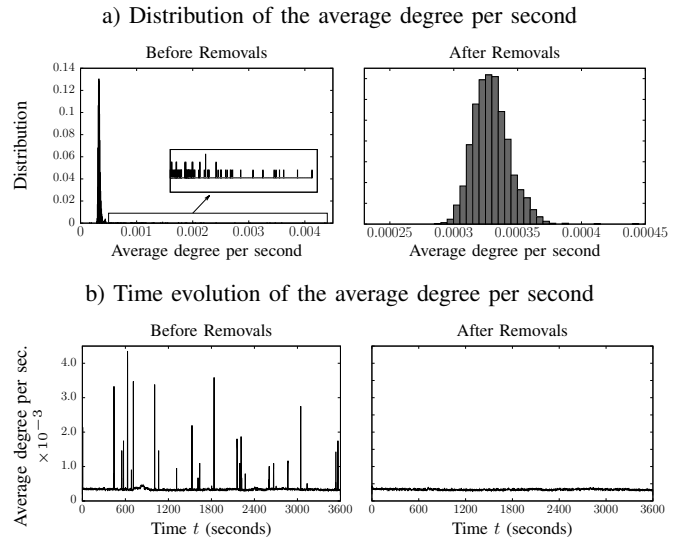 a) Distribution of the average degree per second
Before Removals
After Removals
Distribution
0.14
0.12
0.1
0.08
0.06
0.04
0.02
0
0 0.001 0.002 0.003 0.004
0.00025 0.0003 0.00035 0.0004 0.00045
Average degree per second
Average degree per second
b) Time evolution of the average degree per second
Before Removals
After Removals
Average degree per sec.
×10−3
4.0
3.0
2.0
1.0
0.0
0 600 1200 1800 2400 3000 3600
0 600 1200 1800 2400 3000 3600
Time t (seconds)
Time t (seconds)